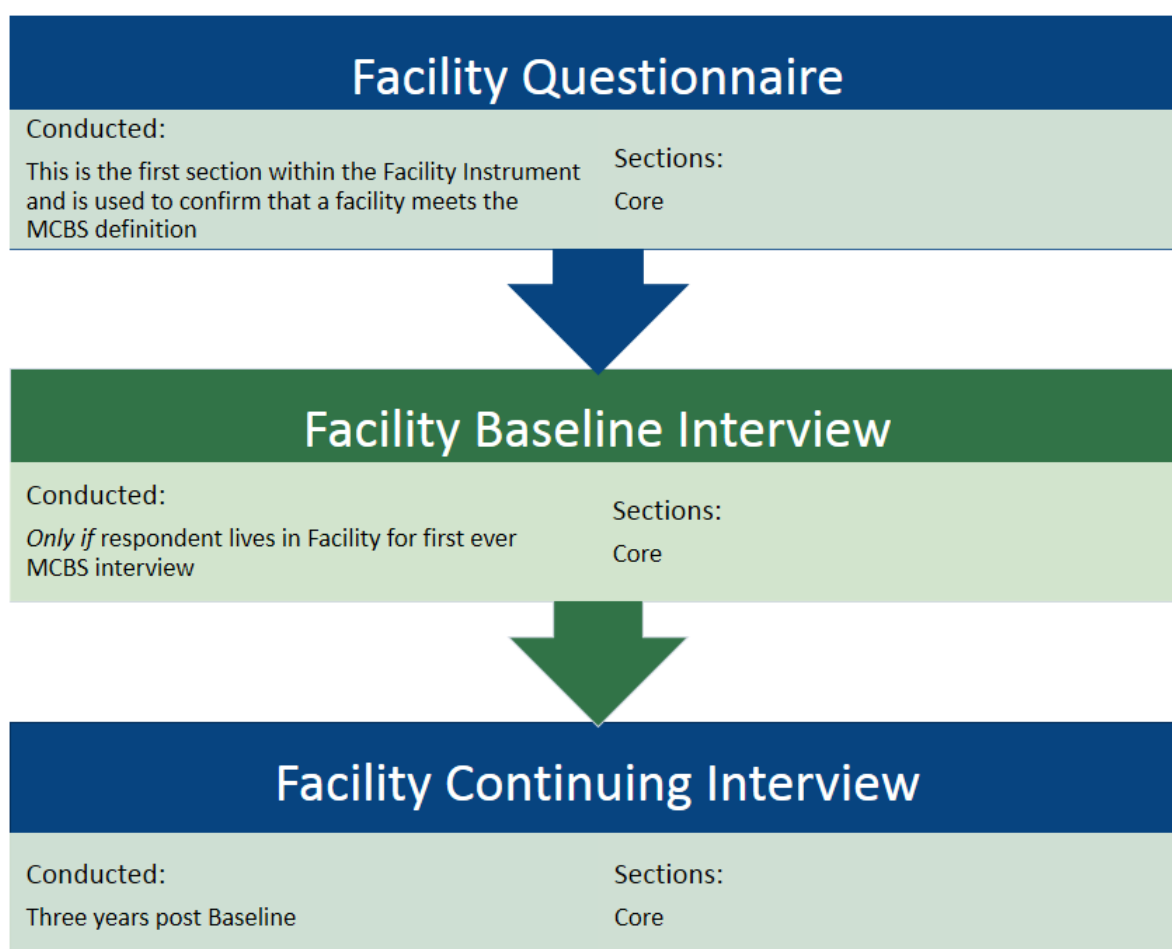 Facility Questionnaire
Conducted:
This is the first section within the Facility Instrument
and is used to confirm that a facility meets the
MCBS definition
Sections:
Core
Facility Baseline Interview
Conducted:
Only if respondent lives in Facility for first ever
MCBS interview
Sections:
Core
Facility Continuing Interview
Conducted:
Three years post Baseline
Sections:
Core